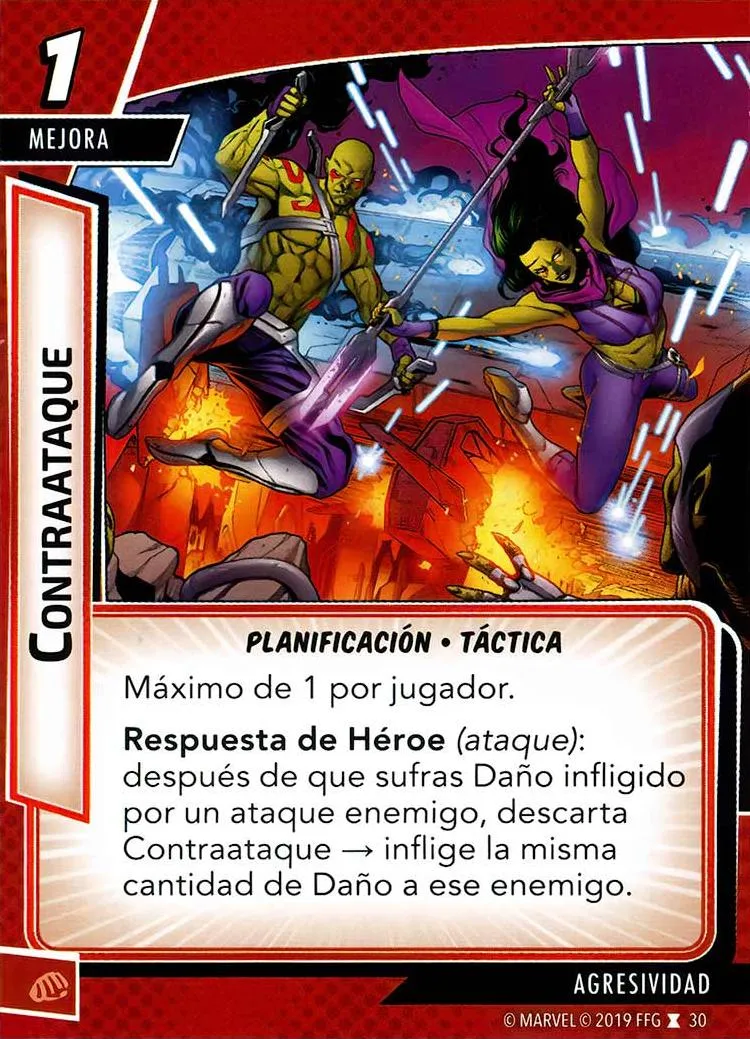 1
MEJORA
CONTRAATAQUE
PLANIFICACIÓN • TÁCTICA
Máximo de 1 por jugador.
Respuesta de Héroe (ataque):
después de que sufras Daño infligido
por un ataque enemigo, descarta
Contraataque → inflige la misma
cantidad de Daño a ese enemigo.
AGRESIVIDAD
© MARVEL © 2019 FFG 30